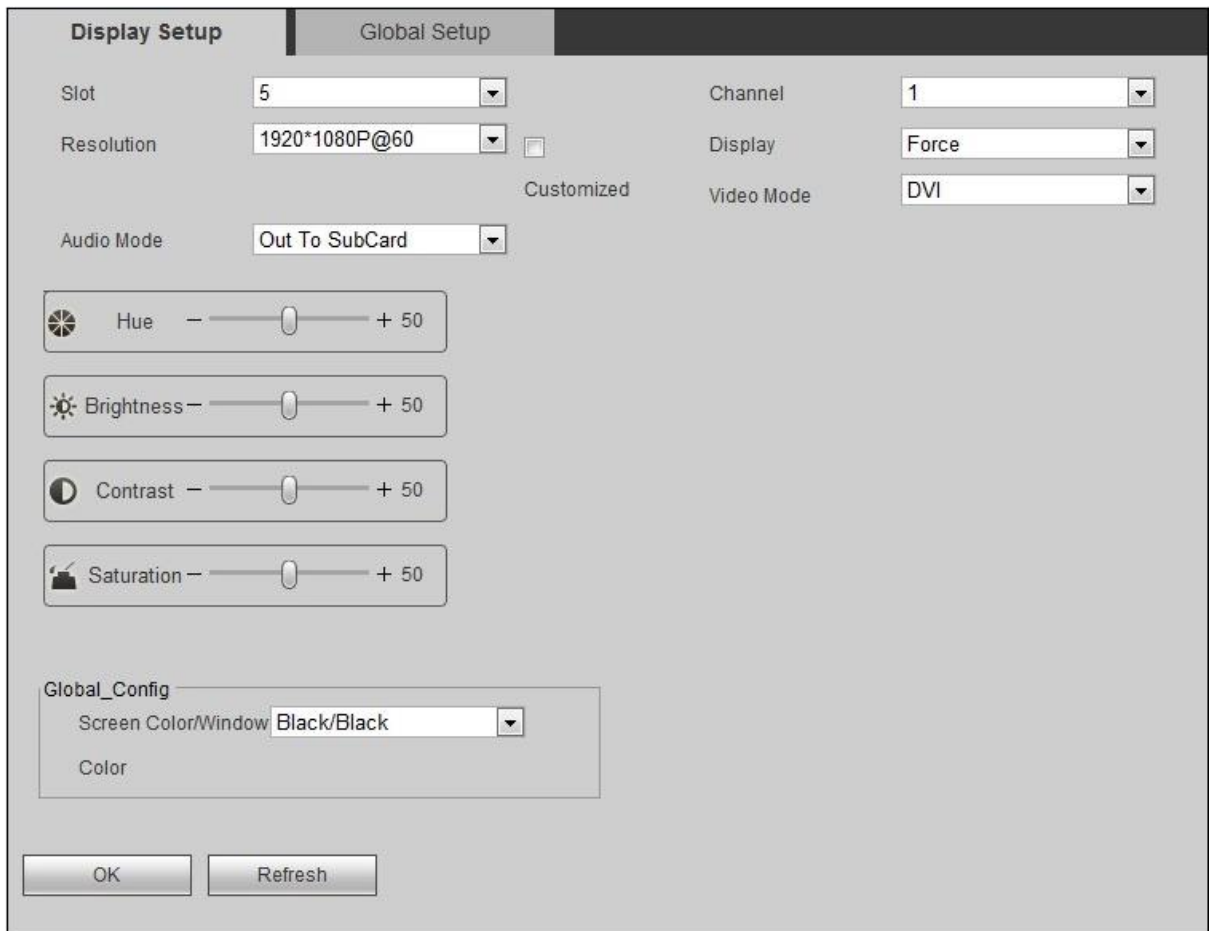 Display Setup
Global Setup
Slot 5 Channel 1
Resolution 1920*1080P@60 Display Force
Customized Video Mode DVI
Audio Mode Out To SubCard
Hue − + 50
Brightness − + 50
Contrast − + 50
Saturation − + 50
Global_Config
Screen Color/Window Black/Black
Color
OK Refresh